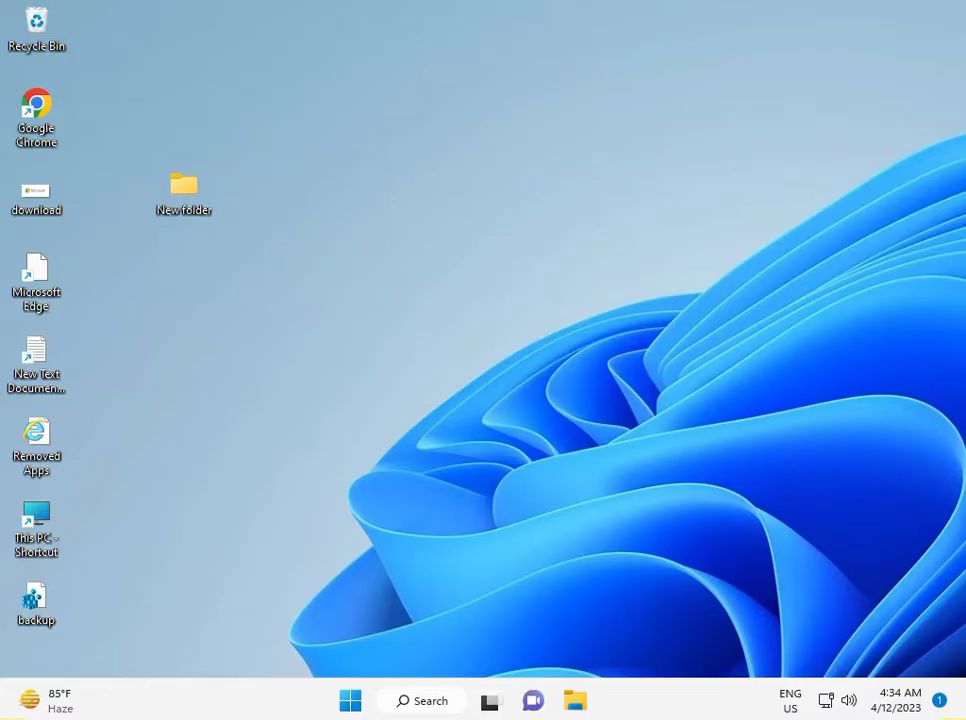 Recycle Bin
Google
Chrome
download
New folder
Microsoft
Edge
New Text
Documen...
Removed
Apps
This PC -
Shortcut
backup
85°F
Haze
Search
ENG
US
4:34 AM
4/12/2023
1